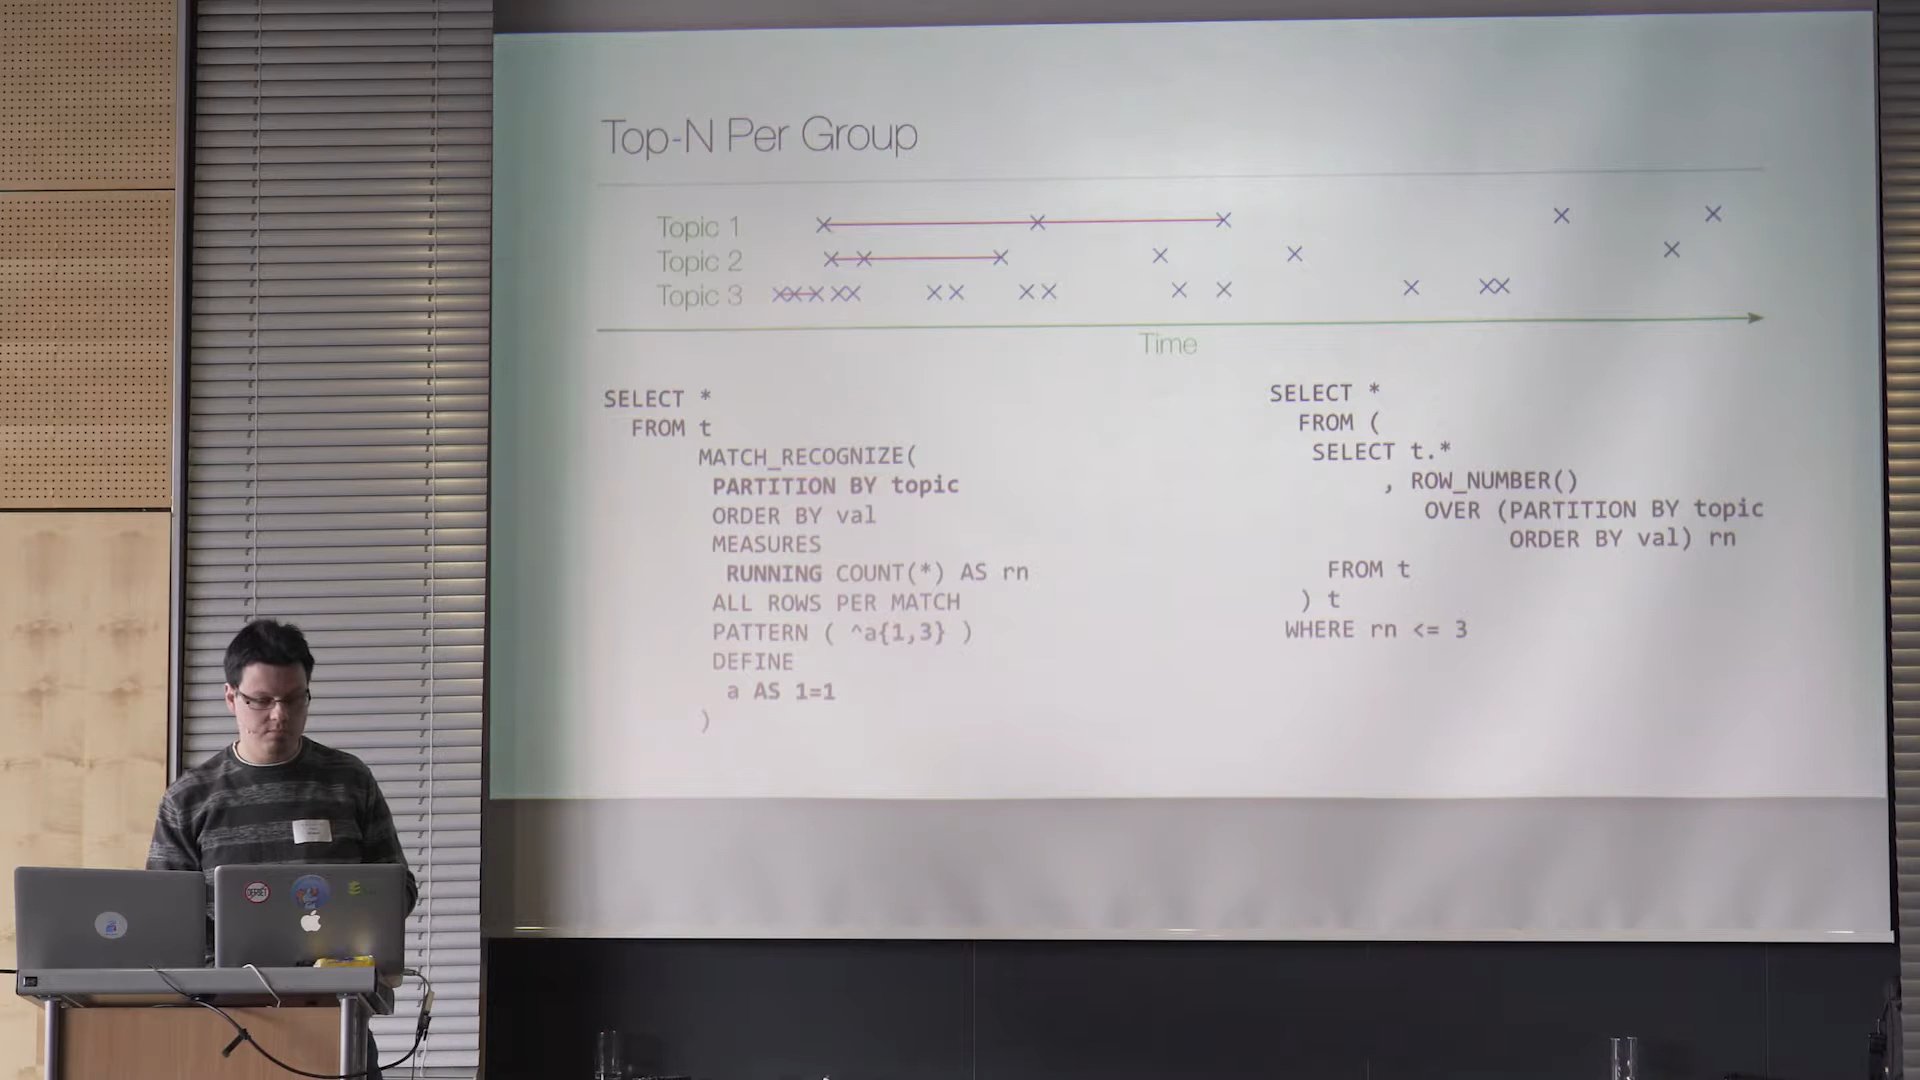 Top-N Per Group
Topic 1
Topic 2
Topic 3
Time
SELECT *
FROM t
MATCH_RECOGNIZE(
PARTITION BY topic
ORDER BY val
MEASURES
RUNNING COUNT(*) AS rn
ALL ROWS PER MATCH
PATTERN ( ^a{1,3} )
DEFINE
a AS 1=1
)
SELECT *
FROM (
SELECT t.*
, ROW_NUMBER()
OVER (PARTITION BY topic
ORDER BY val) rn
FROM t
) t
WHERE rn <= 3